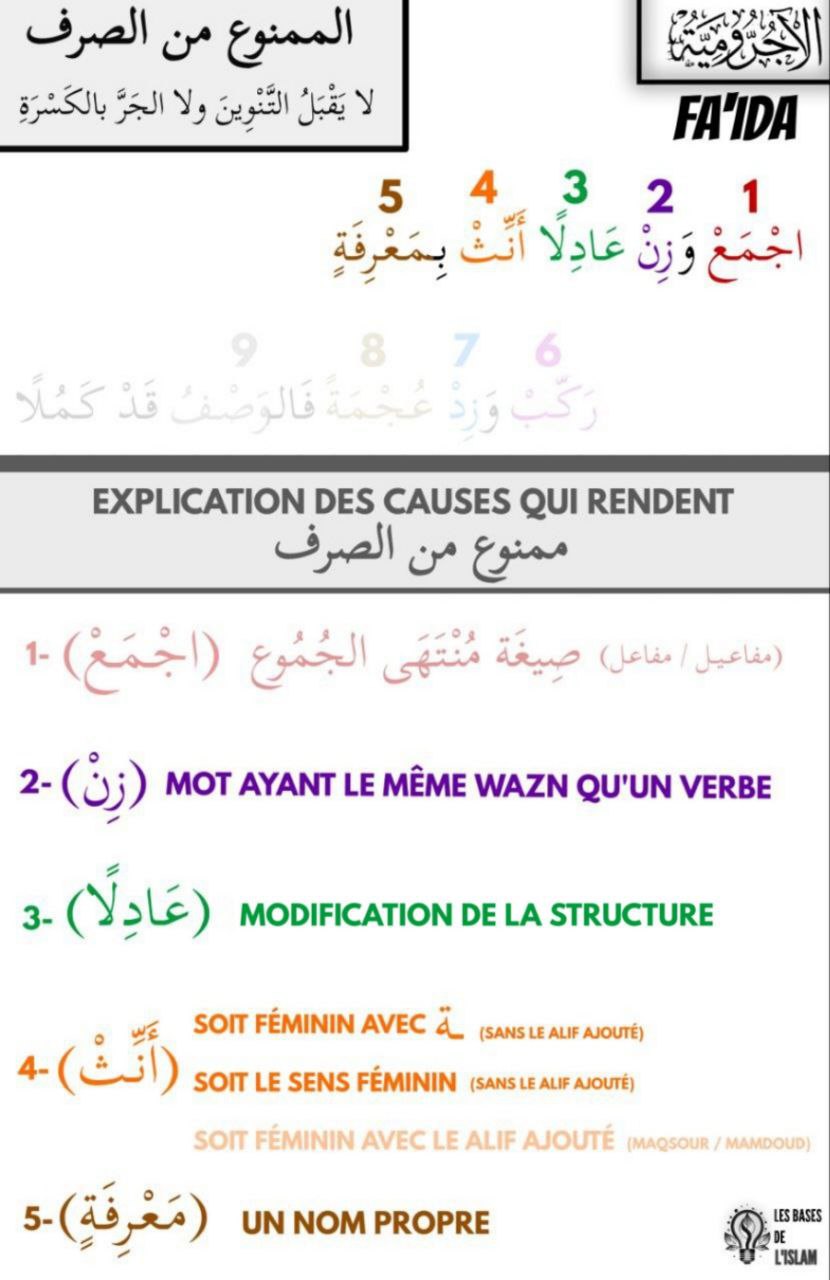 الممنوع من الصرف
لا يَقْبَلُ التَّنْوِينَ ولا الجَرَّ بالكَسْرَةِ
الآجُرُّومِيَّة
FA'IDA
1 2 3 4 5
اجْمَعْ وَزِنْ عَادِلًا أَنِّثْ بِمَعْرِفَةٍ
6 7 8 9
رَكِّبْ وَزِدْ عُجْمَةً فَالوَصْفُ قَدْ كَمُلًا
EXPLICATION DES CAUSES QUI RENDENT
ممنوع من الصرف
1- (اجْمَعْ) صِيغَة مُنْتَهَى الجُمُوع (مفاعل / مفاعيل)
2- (زِنْ) MOT AYANT LE MÊME WAZN QU'UN VERBE
3- (عَادِلًا) MODIFICATION DE LA STRUCTURE
4- (أَنِّثْ)
SOIT FÉMININ AVEC ـة (SANS LE ALIF AJOUTÉ)
SOIT LE SENS FÉMININ (SANS LE ALIF AJOUTÉ)
SOIT FÉMININ AVEC LE ALIF AJOUTÉ (MAQSOUR / MAMDOUD)
5- (مَعْرِفَةٍ) UN NOM PROPRE
LES BASES
DE
L'ISLAM